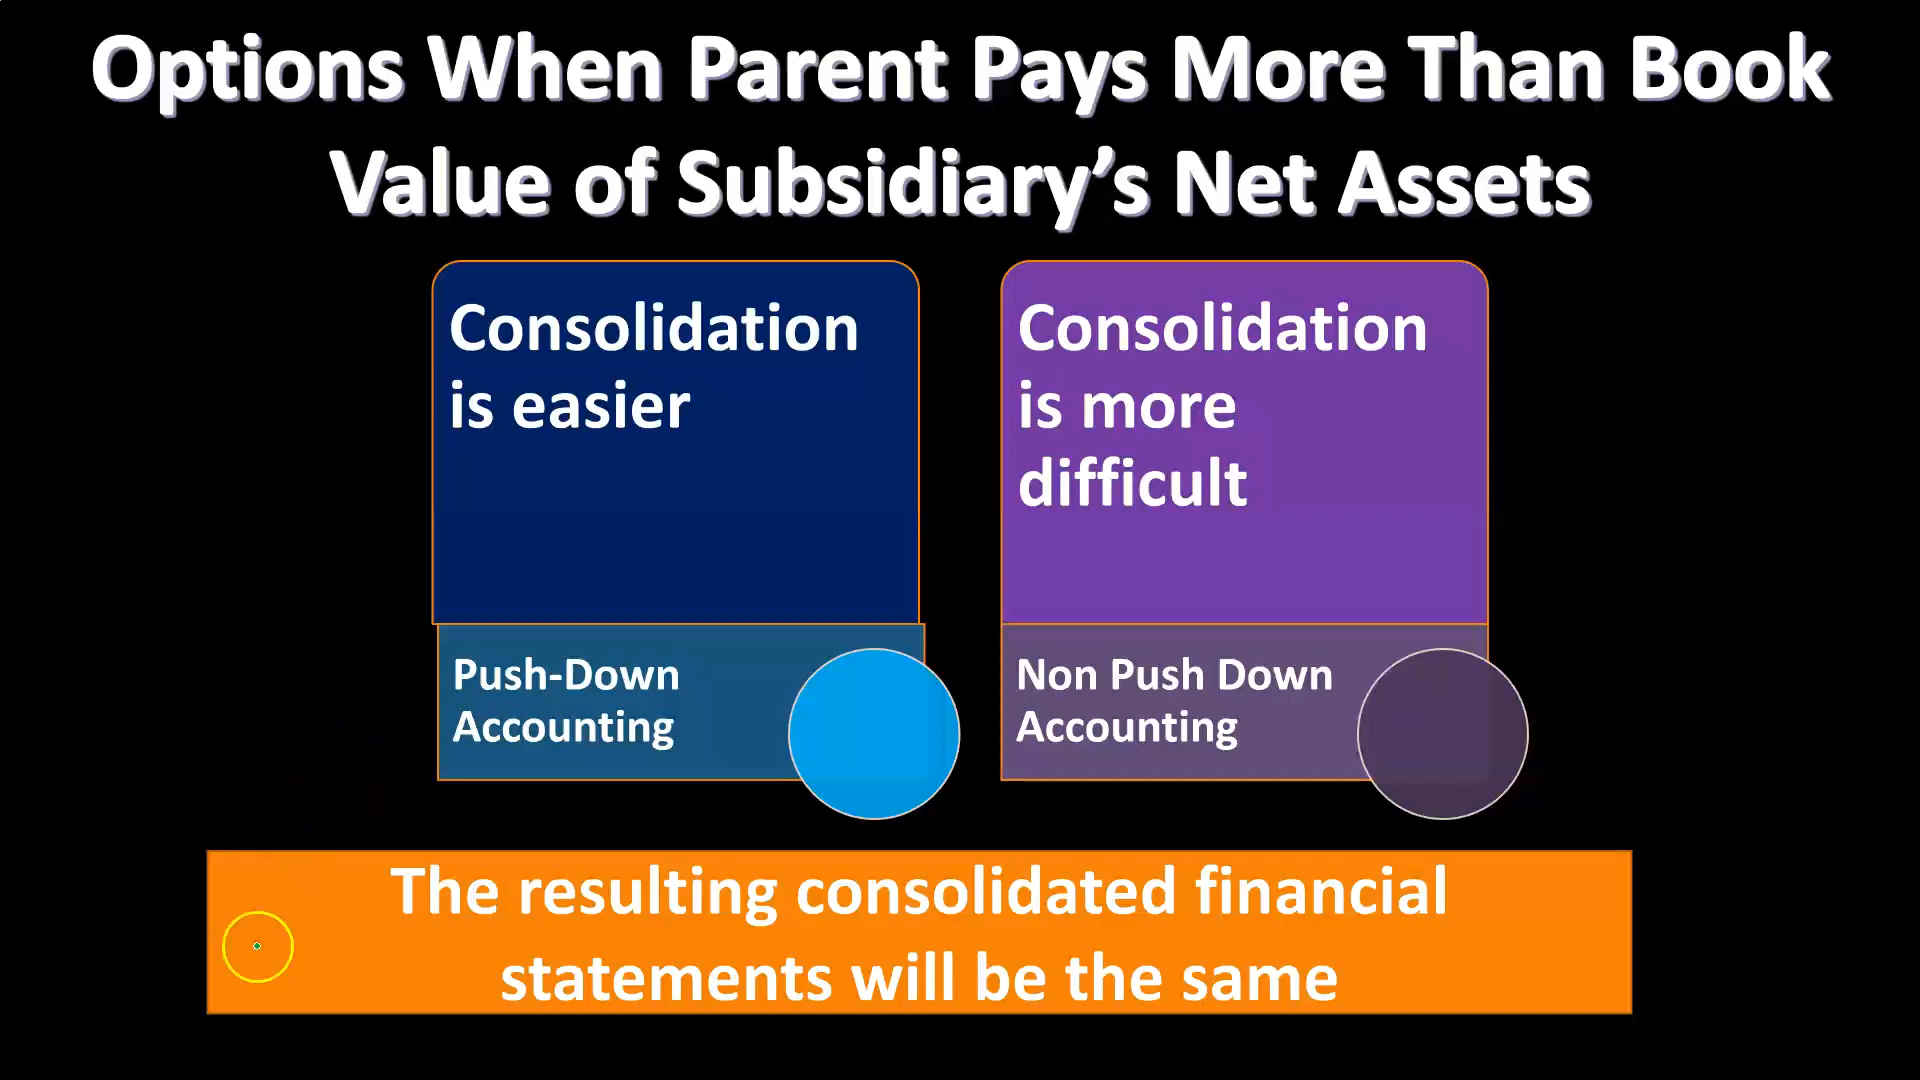 Options When Parent Pays More Than Book
Value of Subsidiary’s Net Assets
Consolidation
is easier
Push-Down
Accounting
Consolidation
is more
difficult
Non Push Down
Accounting
The resulting consolidated financial
statements will be the same